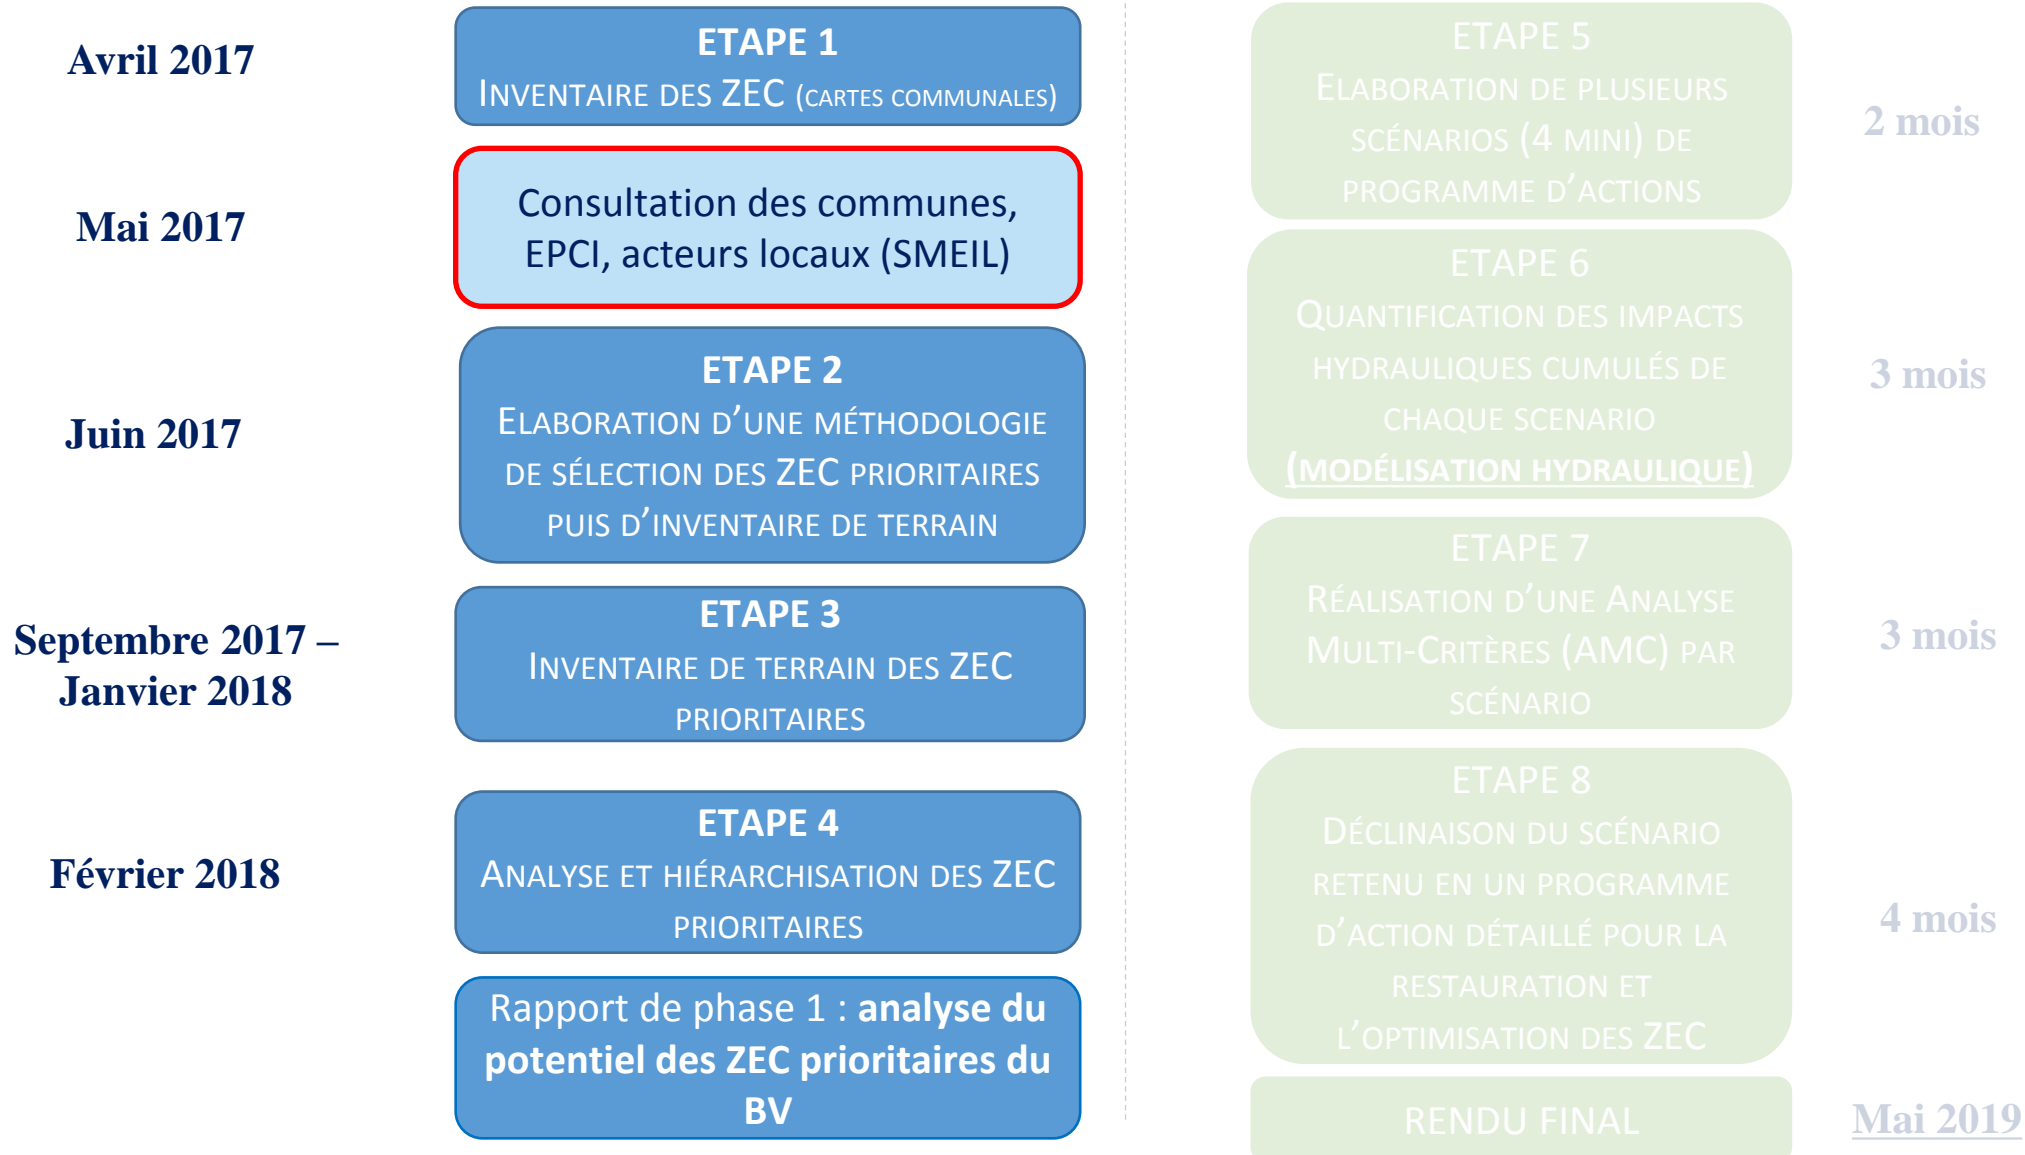 Avril 2017
ETAPE 1
INVENTAIRE DES ZEC (CARTES COMMUNALES)
Mai 2017
Consultation des communes,
EPCI, acteurs locaux (SMEIL)
Juin 2017
ETAPE 2
ELABORATION D’UNE MÉTHODOLOGIE
DE SÉLECTION DES ZEC PRIORITAIRES
PUIS D’INVENTAIRE DE TERRAIN
Septembre 2017 –
Janvier 2018
ETAPE 3
INVENTAIRE DE TERRAIN DES ZEC
PRIORITAIRES
Février 2018
ETAPE 4
ANALYSE ET HIÉRARCHISATION DES ZEC
PRIORITAIRES
Rapport de phase 1 : analyse du
potentiel des ZEC prioritaires du
BV
ETAPE 5
ELABORATION DE PLUSIEURS
SCÉNARIOS (4 MINI) DE
PROGRAMME D’ACTIONS
2 mois
ETAPE 6
QUANTIFICATION DES IMPACTS
HYDRAULIQUES CUMULÉS DE
CHAQUE SCENARIO
(MODÉLISATION HYDRAULIQUE)
3 mois
ETAPE 7
RÉALISATION D’UNE ANALYSE
MULTI-CRITÈRES (AMC) PAR
SCÉNARIO
3 mois
ETAPE 8
DÉCLINAISON DU SCÉNARIO
RETENU EN UN PROGRAMME
D’ACTION DÉTAILLÉ POUR LA
RESTAURATION ET
L’OPTIMISATION DES ZEC
4 mois
RENDU FINAL
Mai 2019